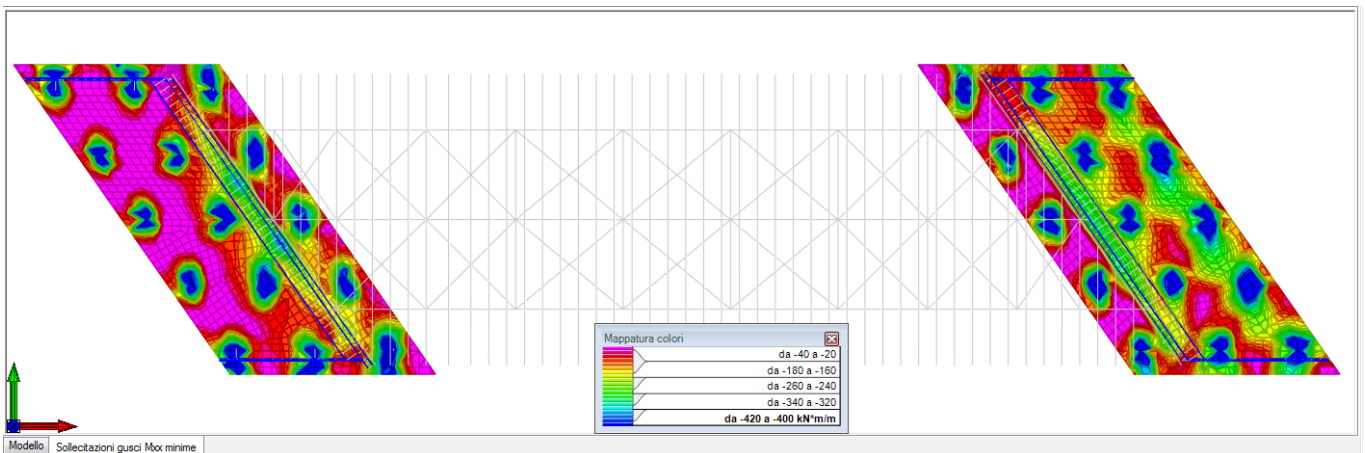 Mappatura colori
da -40 a -20
da -180 a -160
da -260 a -240
da -340 a -320
da -420 a -400 kN*m/m
Modello Sollecitazioni gusci Mxx minime